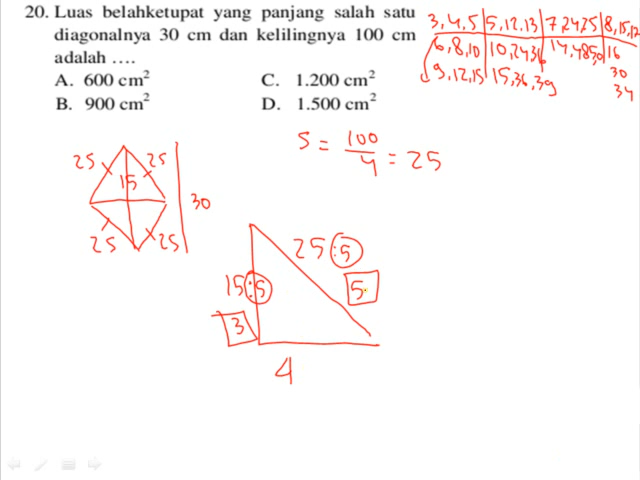 20. Luas belahketupat yang panjang salah satu
diagonalnya 30 cm dan kelilingnya 100 cm
adalah ....
A. 600 cm²
C. 1.200 cm²
B. 900 cm²
D. 1.500 cm²
3, 4, 5 | 5, 12, 13 | 7, 24, 25 | 8, 15, 17
6, 8, 10 | 10, 24 | 14, 48, 50 | 16
9, 12, 15 | 15, 36, 39
30
34
S = 100/4 = 25
25 25
15
30
25 25
25 :5
15 :5
5
3
4